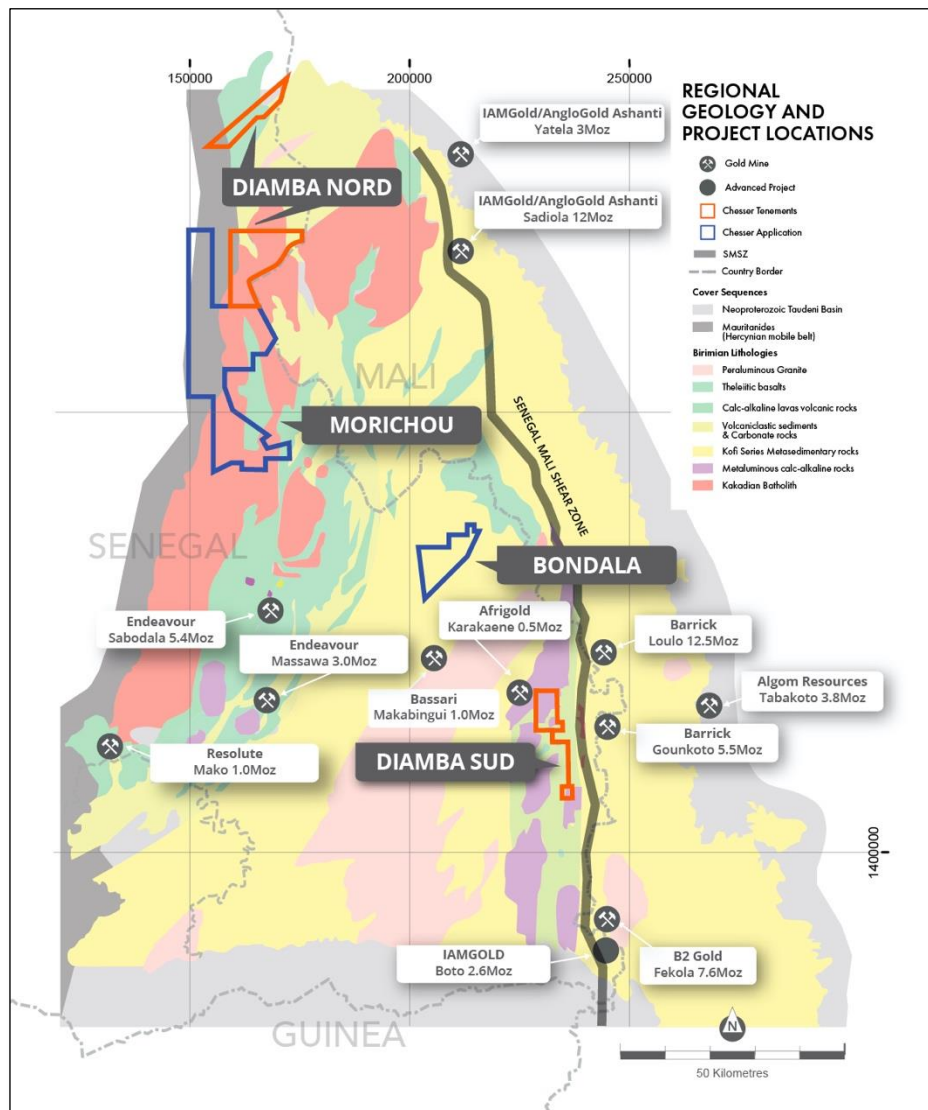 150000
200000
250000
REGIONAL
GEOLOGY AND
PROJECT LOCATIONS
Gold Mine
Advanced Project
Chesser Tenements
Chesser Application
SMSZ
Country Border
Cover Sequences
Neoproterozoic Taudeni Basin
Mauritanides
(Hercynian mobile belt)
Birimian Lithologies
Peraluminous Granite
Theleiitic basalts
Calc-alkaline lavas volcanic rocks
Volcaniclastic sediments
& Carbonate rocks
Kofi Series Metasedimentary rocks
Metaluminous calc-alkaline rocks
Kakadian Batholith
IAMGold/AngloGold Ashanti
Yatela 3Moz
DIAMBA NORD
IAMGold/AngloGold Ashanti
Sadiola 12Moz
MALI
MORICHOU
SENEGAL MALI SHEAR ZONE
SENEGAL
BONDALA
Endeavour
Sabodala 5.4Moz
Afrigold
Karakaene 0.5Moz
Barrick
Loulo 12.5Moz
Endeavour
Massawa 3.0Moz
Bassari
Makabingui 1.0Moz
Algom Resources
Tabakoto 3.8Moz
Barrick
Gounkoto 5.5Moz
Resolute
Mako 1.0Moz
DIAMBA SUD
1400000
IAMGOLD
Boto 2.6Moz
B2 Gold
Fekola 7.6Moz
GUINEA
N
50 Kilometres